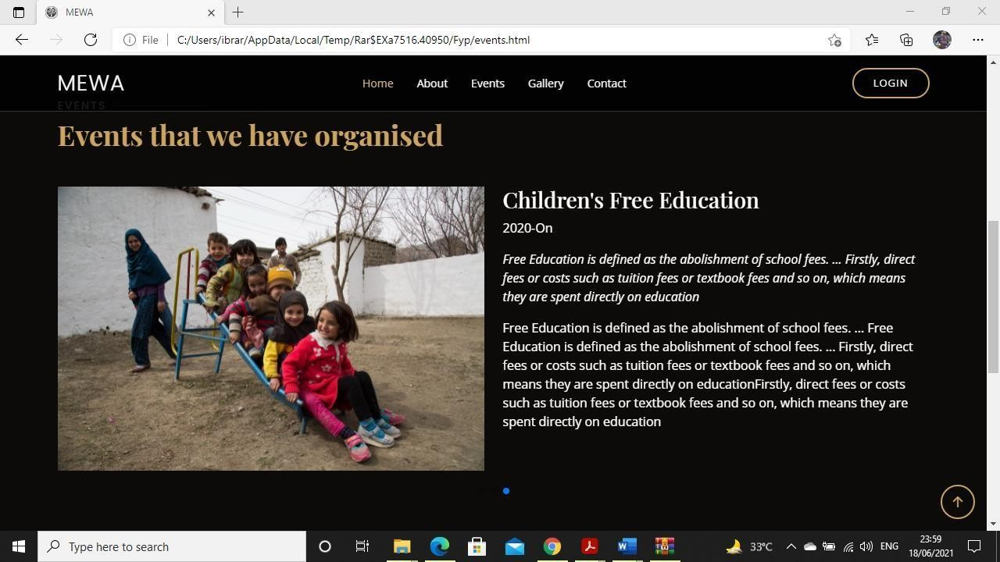 MEWA
File
C:/Users/ibrar/AppData/Local/Temp/Rar$EXa7516.40950/Fyp/events.html
MEWA
Home About Events Gallery Contact LOGIN
EVENTS
Events that we have organised
Children's Free Education
2020-On
Free Education is defined as the abolishment of school fees. ... Firstly, direct
fees or costs such as tuition fees or textbook fees and so on, which means
they are spent directly on education
Free Education is defined as the abolishment of school fees. ... Free
Education is defined as the abolishment of school fees. ... Firstly, direct
fees or costs such as tuition fees or textbook fees and so on, which
means they are spent directly on educationFirstly, direct fees or costs
such as tuition fees or textbook fees and so on, which means they are
spent directly on education
Type here to search
33°C
ENG
23:59
18/06/2021